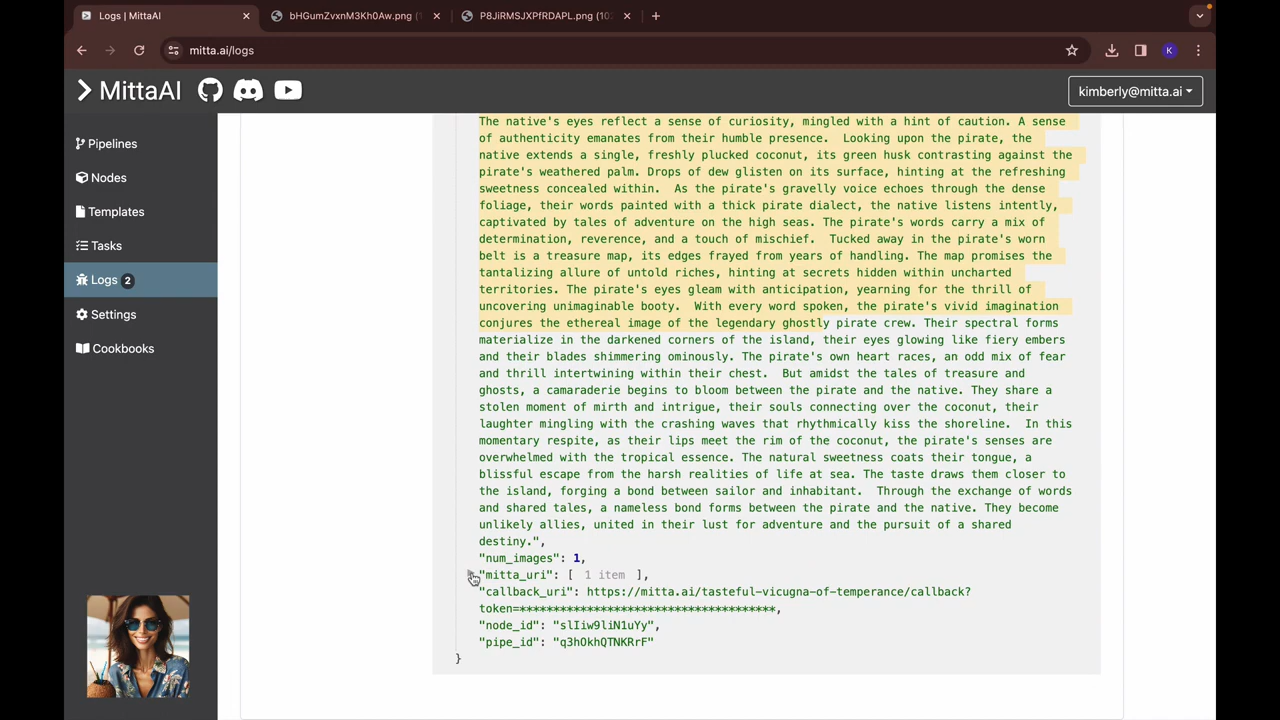 Logs | MittaAI
bHGumZvxnM3Kh0Aw.png (1
P8JiRMSJXPfRDAPL.png (10
mitta.ai/logs
K
MittaAI
kimberly@mitta.ai
Pipelines
Nodes
Templates
Tasks
Logs 2
Settings
Cookbooks
The native's eyes reflect a sense of curiosity, mingled with a hint of caution. A sense
of authenticity emanates from their humble presence.  Looking upon the pirate, the
native extends a single, freshly plucked coconut, its green husk contrasting against the
pirate's weathered palm. Drops of dew glisten on its surface, hinting at the refreshing
sweetness concealed within.  As the pirate's gravelly voice echoes through the dense
foliage, their words painted with a thick pirate dialect, the native listens intently,
captivated by tales of adventure on the high seas. The pirate's words carry a mix of
determination, reverence, and a touch of mischief.  Tucked away in the pirate's worn
belt is a treasure map, its edges frayed from years of handling. The map promises the
tantalizing allure of untold riches, hinting at secrets hidden within uncharted
territories. The pirate's eyes gleam with anticipation, yearning for the thrill of
uncovering unimaginable booty.  With every word spoken, the pirate's vivid imagination
conjures the ethereal image of the legendary ghostly pirate crew. Their spectral forms
materialize in the darkened corners of the island, their eyes glowing like fiery embers
and their blades shimmering ominously. The pirate's own heart races, an odd mix of fear
and thrill intertwining within their chest.  But amidst the tales of treasure and
ghosts, a camaraderie begins to bloom between the pirate and the native. They share a
stolen moment of mirth and intrigue, their souls connecting over the coconut, their
laughter mingling with the crashing waves that rhythmically kiss the shoreline.  In this
momentary respite, as their lips meet the rim of the coconut, the pirate's senses are
overwhelmed with the tropical essence. The natural sweetness coats their tongue, a
blissful escape from the harsh realities of life at sea. The taste draws them closer to
the island, forging a bond between sailor and inhabitant.  Through the exchange of words
and shared tales, a nameless bond forms between the pirate and the native. They become
unlikely allies, united in their lust for adventure and the pursuit of a shared
destiny.",
"num_images": 1,
"mitta_uri": [ 1 item ],
"callback_uri": https://mitta.ai/tasteful-vicugna-of-temperance/callback?
token=***************************************,
"node_id": "slIiw9liN1uYy",
"pipe_id": "q3hOkhQTNKRrF"
}